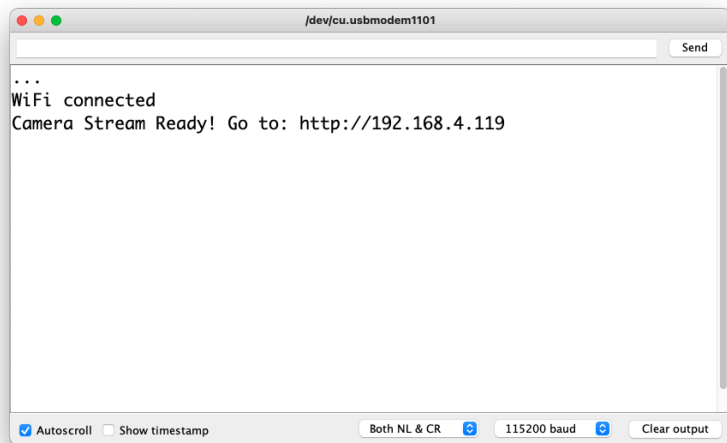 /dev/cu.usbmodem1101
Send
...
WiFi connected
Camera Stream Ready! Go to: http://192.168.4.119
Autoscroll Show timestamp Both NL & CR 115200 baud Clear output